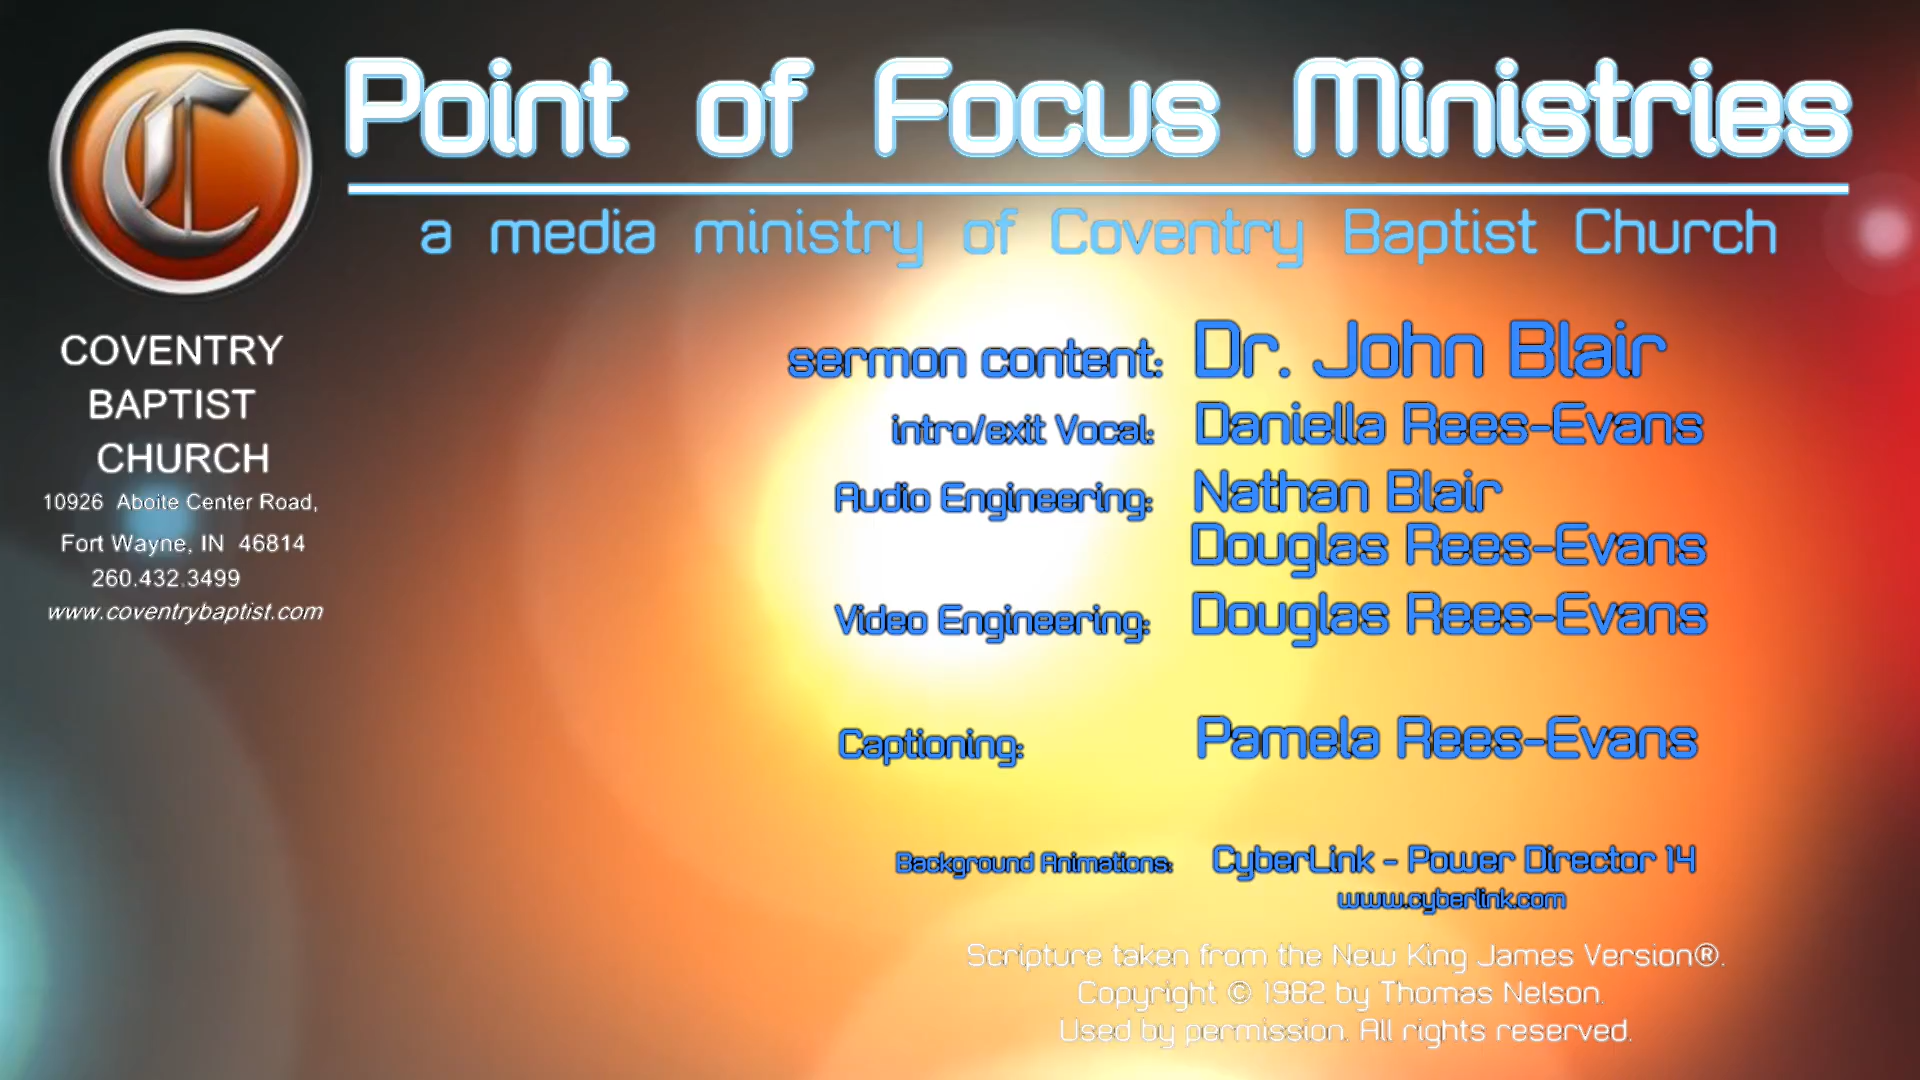 C
Point of Focus Ministries
a media ministry of Coventry Baptist Church
COVENTRY
BAPTIST
CHURCH
10926 Aboite Center Road,
Fort Wayne, IN 46814
260.432.3499
www.coventrybaptist.com
sermon content: Dr. John Blair
intro/exit Vocal: Daniella Rees-Evans
Audio Engineering: Nathan Blair
Douglas Rees-Evans
Video Engineering: Douglas Rees-Evans
Captioning: Pamela Rees-Evans
Background Animations: CyberLink - Power Director 14
www.cyberlink.com
Scripture taken from the New King James Version®.
Copyright © 1982 by Thomas Nelson.
Used by permission. All rights reserved.